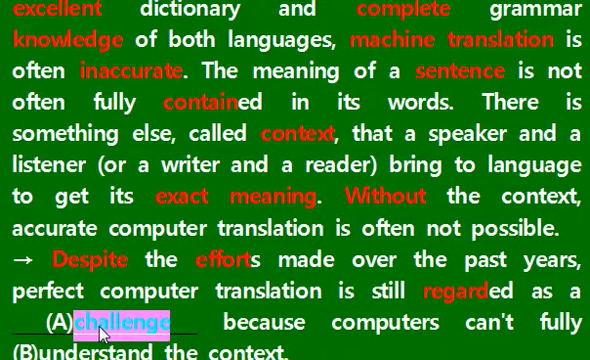 excellent dictionary and complete grammar
knowledge of both languages, machine translation is
often inaccurate. The meaning of a sentence is not
often fully contained in its words. There is
something else, called context, that a speaker and a
listener (or a writer and a reader) bring to language
to get its exact meaning. Without the context,
accurate computer translation is often not possible.
→ Despite the efforts made over the past years,
perfect computer translation is still regarded as a
(A)challenge because computers can't fully
(B)understand the context.